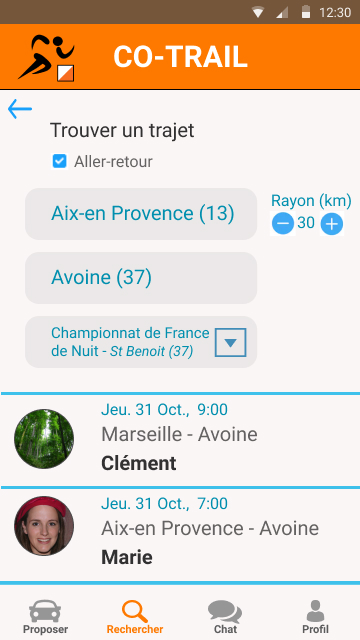 12:30
CO-TRAIL
Trouver un trajet
Aller-retour
Aix-en Provence (13)
Rayon (km)
30
Avoine (37)
Championnat de France
de Nuit - St Benoit (37)
Jeu. 31 Oct., 9:00
Marseille - Avoine
Clément
Jeu. 31 Oct., 7:00
Aix-en Provence - Avoine
Marie
Proposer Rechercher Chat Profil